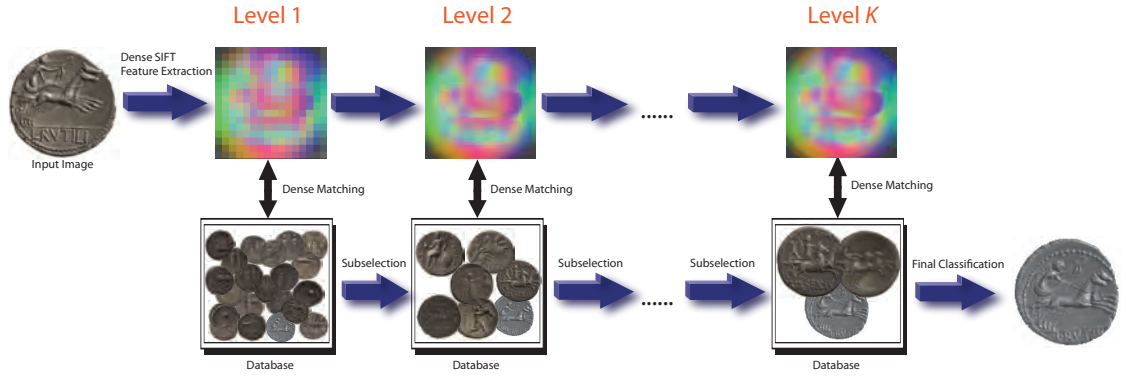 Level 1
Level 2
Level K
Dense SIFT
Feature Extraction
......
L·RVTILI
Input Image
Dense Matching
Dense Matching
Dense Matching
Subselection
Subselection
Subselection
Final Classification
......
Database
Database
Database